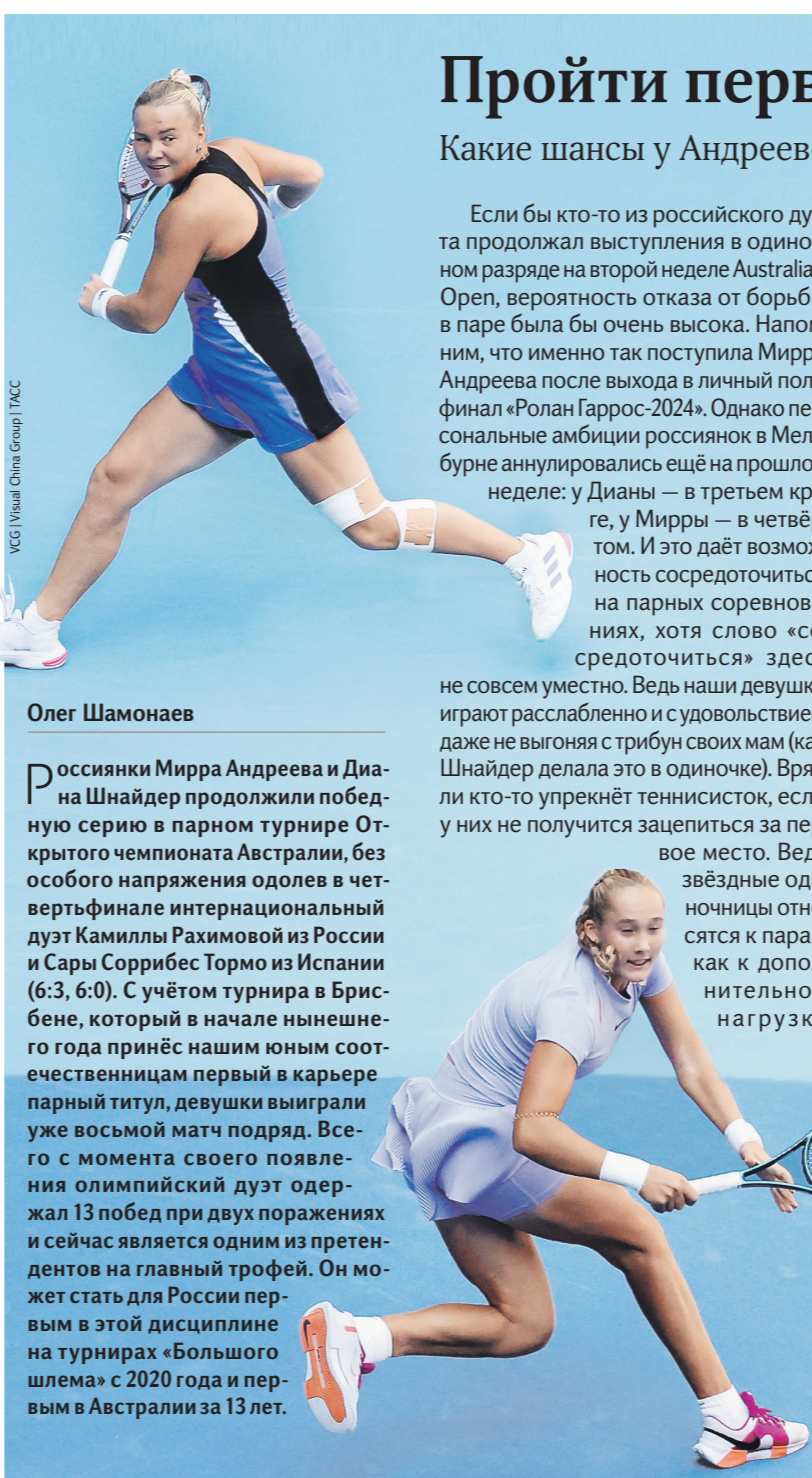 Пройти перв
Какие шансы у Андреев
VCG | Visual China Group | ТАСС
Олег Шамонаев
Россиянки Мирра Андреева и Диа-
на Шнайдер продолжили побед-
ную серию в парном турнире От-
крытого чемпионата Австралии, без
особого напряжения одолев в чет-
вертьфинале интернациональный
дуэт Камиллы Рахимовой из России
и Сары Соррибес Тормо из Испании
(6:3, 6:0). С учётом турнира в Брис-
бене, который в начале нынешне-
го года принёс нашим юным соот-
ечественницам первый в карьере
парный титул, девушки выиграли
уже восьмой матч подряд. Все-
го с момента своего появле-
ния олимпийский дуэт одер-
жал 13 побед при двух поражениях
и сейчас является одним из претен-
дентов на главный трофей. Он мо-
жет стать для России пер-
вым в этой дисциплине
на турнирах «Большого
шлема» с 2020 года и пер-
вым в Австралии за 13 лет.
Если бы кто-то из российского ду
та продолжал выступления в одино
ном разряде на второй неделе Australia
Open, вероятность отказа от борьб
в паре была бы очень высока. Напом
ним, что именно так поступила Мирр
Андреева после выхода в личный пол
финал «Ролан Гаррос-2024». Однако пе
сональные амбиции россиянок в Мел
бурне аннулировались ещё на прошло
неделе: у Дианы — в третьем кр
ге, у Мирры — в четвёр
том. И это даёт возмож
ность сосредоточитьс
на парных соревнов
ниях, хотя слово «со
средоточиться» здес
не совсем уместно. Ведь наши девушк
играют расслабленно и с удовольствием
даже не выгоняя с трибун своих мам (ка
Шнайдер делала это в одиночке). Вря
ли кто-то упрекнёт теннисисток, есл
у них не получится зацепиться за пер
вое место. Вед
звёздные оди
ночницы отно
сятся к пара
как к допол
нительно
нагрузк